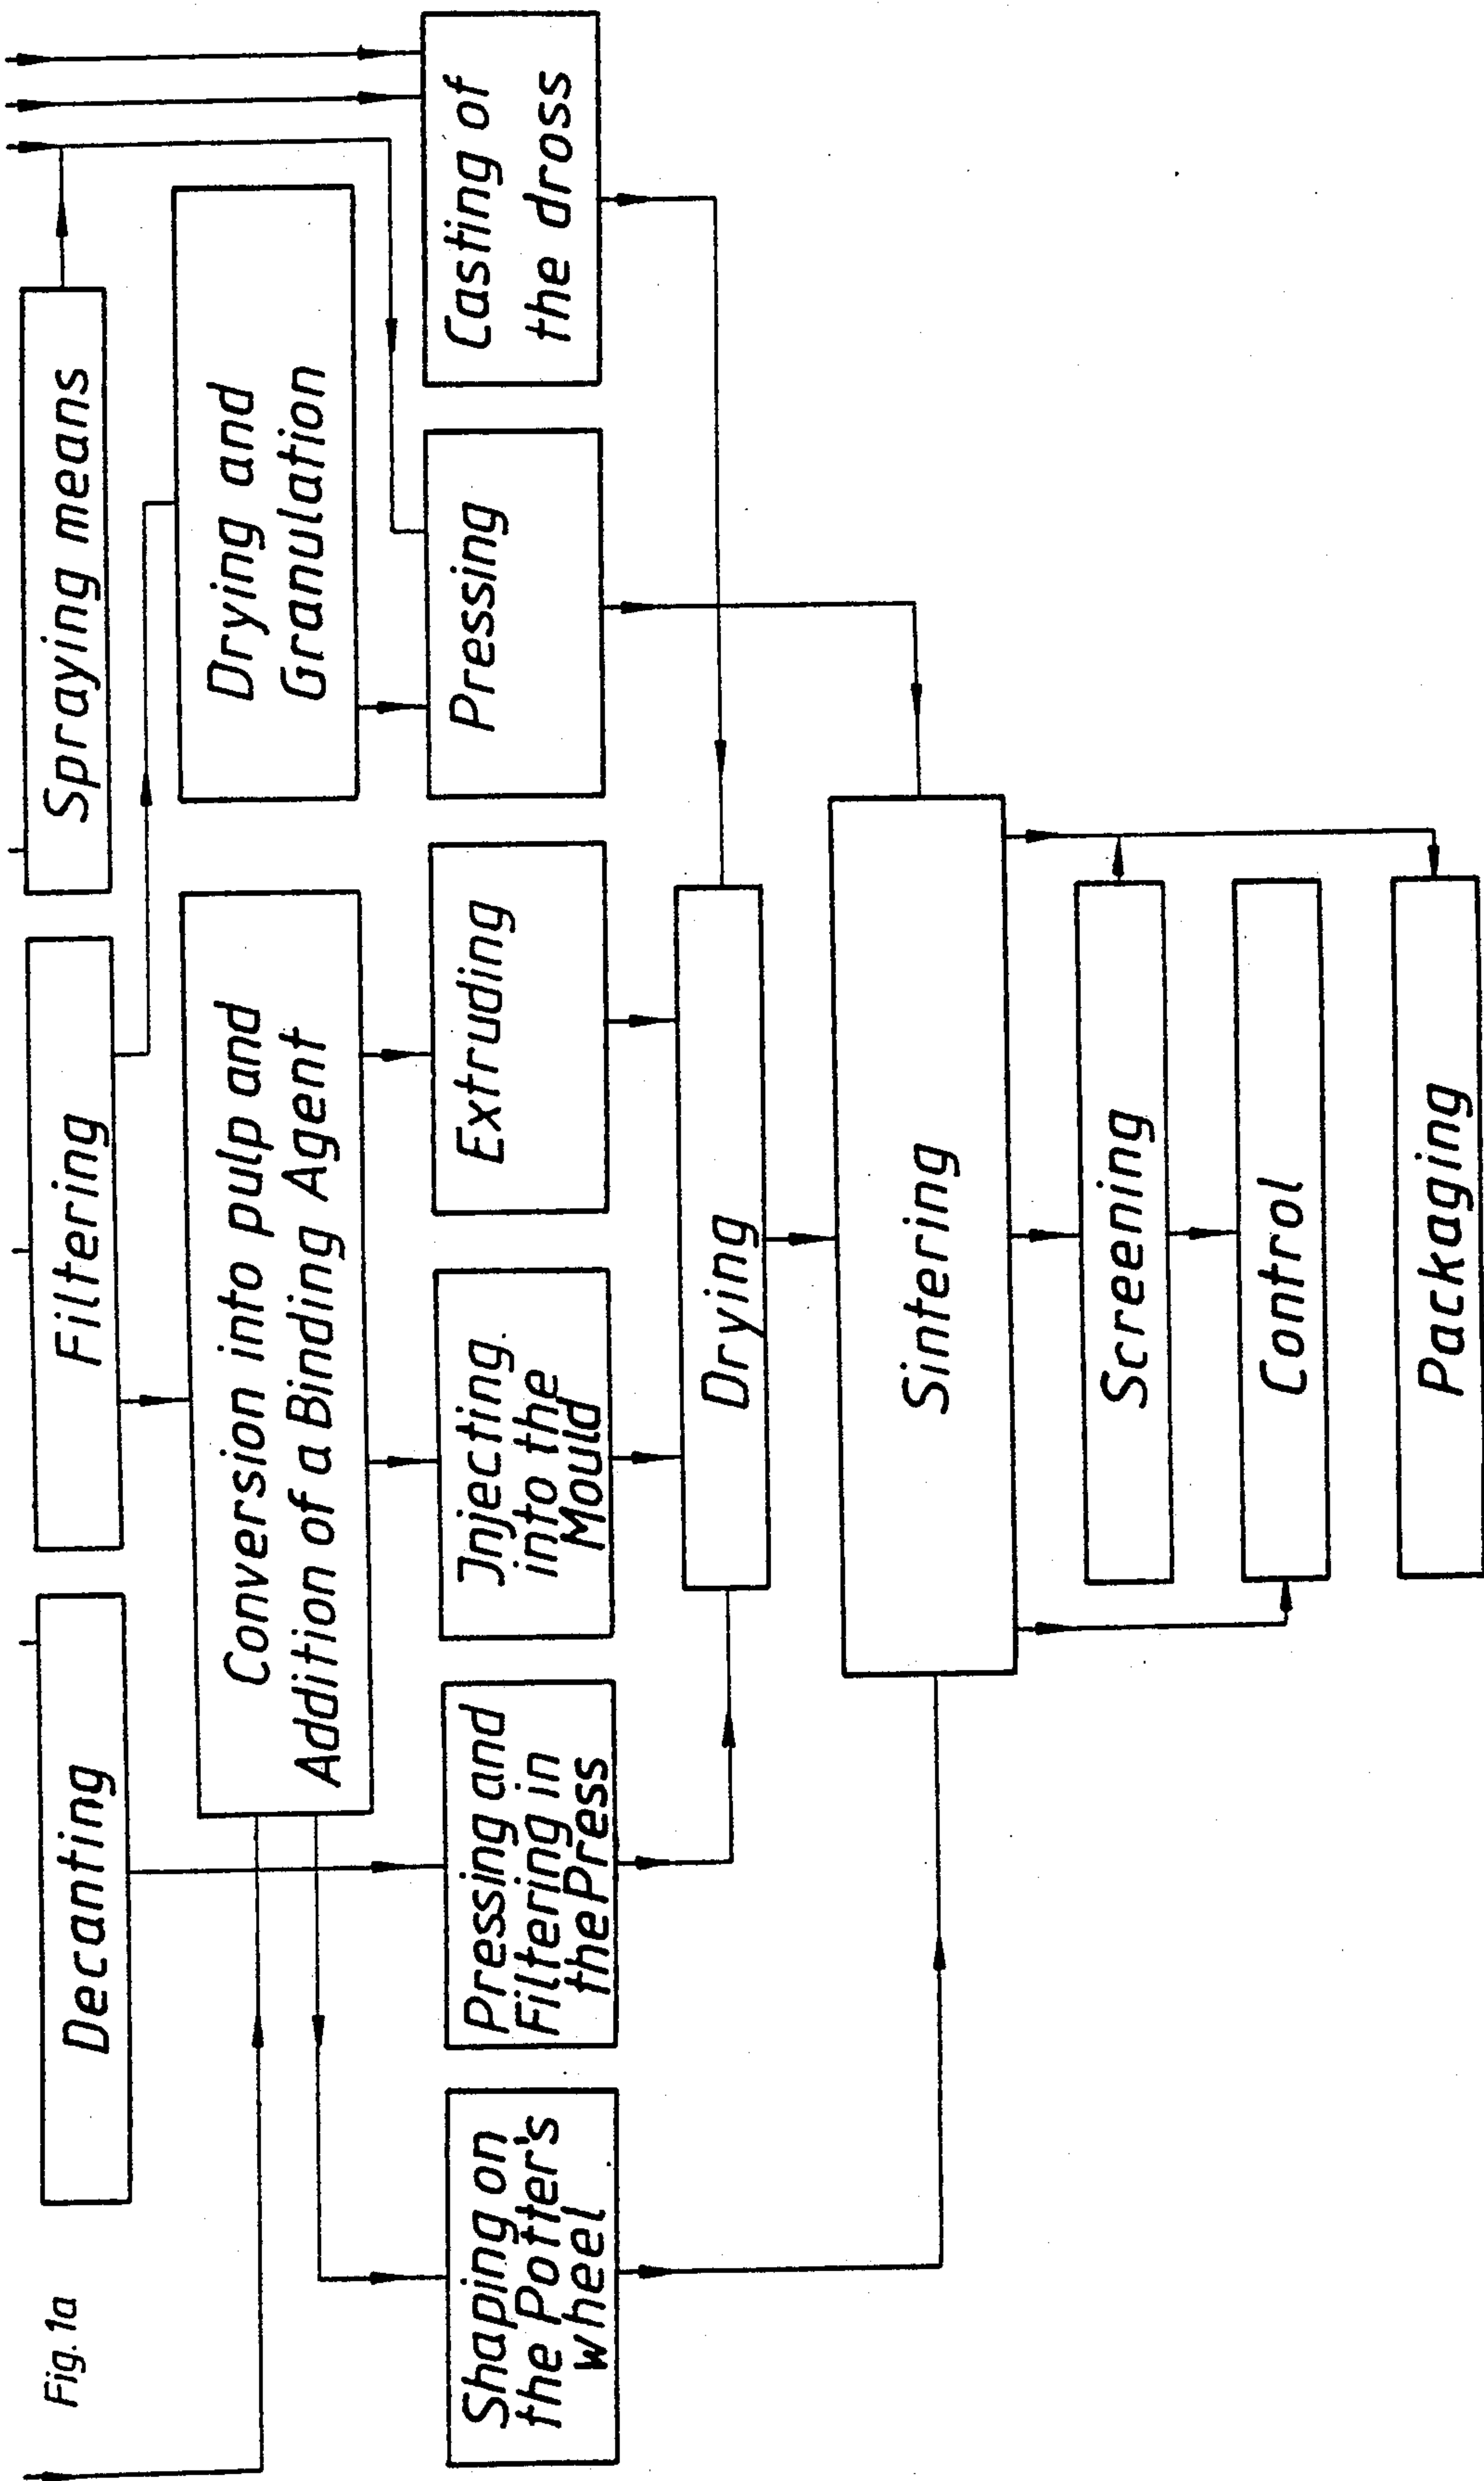 Fig.1a
Decanting
Filtering
Spraying means
Conversion into pulp and
Addition of a Binding Agent
Drying and
Granulation
Shaping on
the Potter's
wheel
Pressing and
Filtering in
the Press
Jnjecting.
into the
Mould
Extruding
Pressing
Casting of
the dross
Drying
Sintering
Screening
Control
Packaging